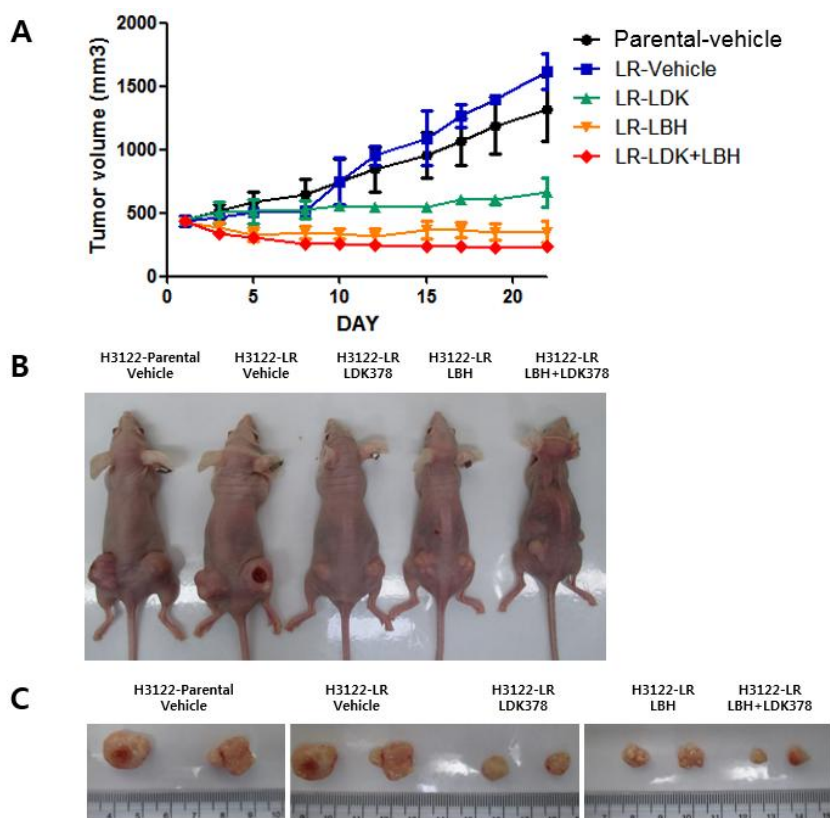 A
Tumor volume (mm3)
2000
1500
1000
500
0
0
5
10
15
20
DAY
Parental-vehicle
LR-Vehicle
LR-LDK
LR-LBH
LR-LDK+LBH
B
H3122-Parental
Vehicle
H3122-LR
Vehicle
H3122-LR
LDK378
H3122-LR
LBH
H3122-LR
LBH+LDK378
C
H3122-Parental
Vehicle
H3122-LR
Vehicle
H3122-LR
LDK378
H3122-LR
LBH
H3122-LR
LBH+LDK378